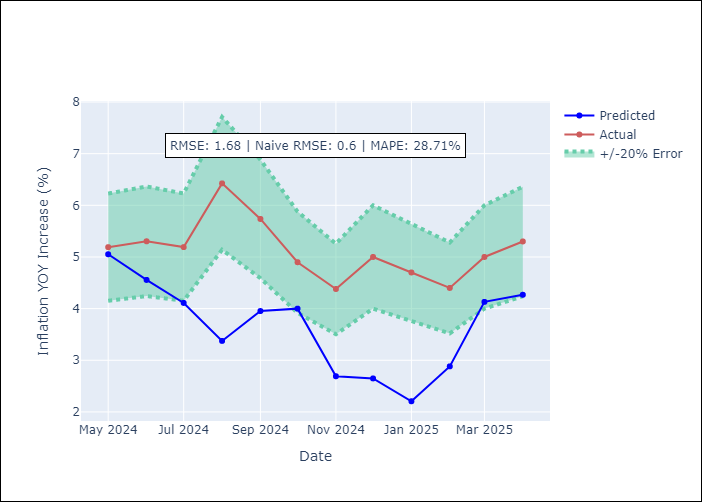 RMSE: 1.68 | Naive RMSE: 0.6 | MAPE: 28.71%
Predicted
Actual
+/-20% Error
Inflation YOY Increase (%)
8
7
6
5
4
3
2
May 2024
Jul 2024
Sep 2024
Nov 2024
Jan 2025
Mar 2025
Date